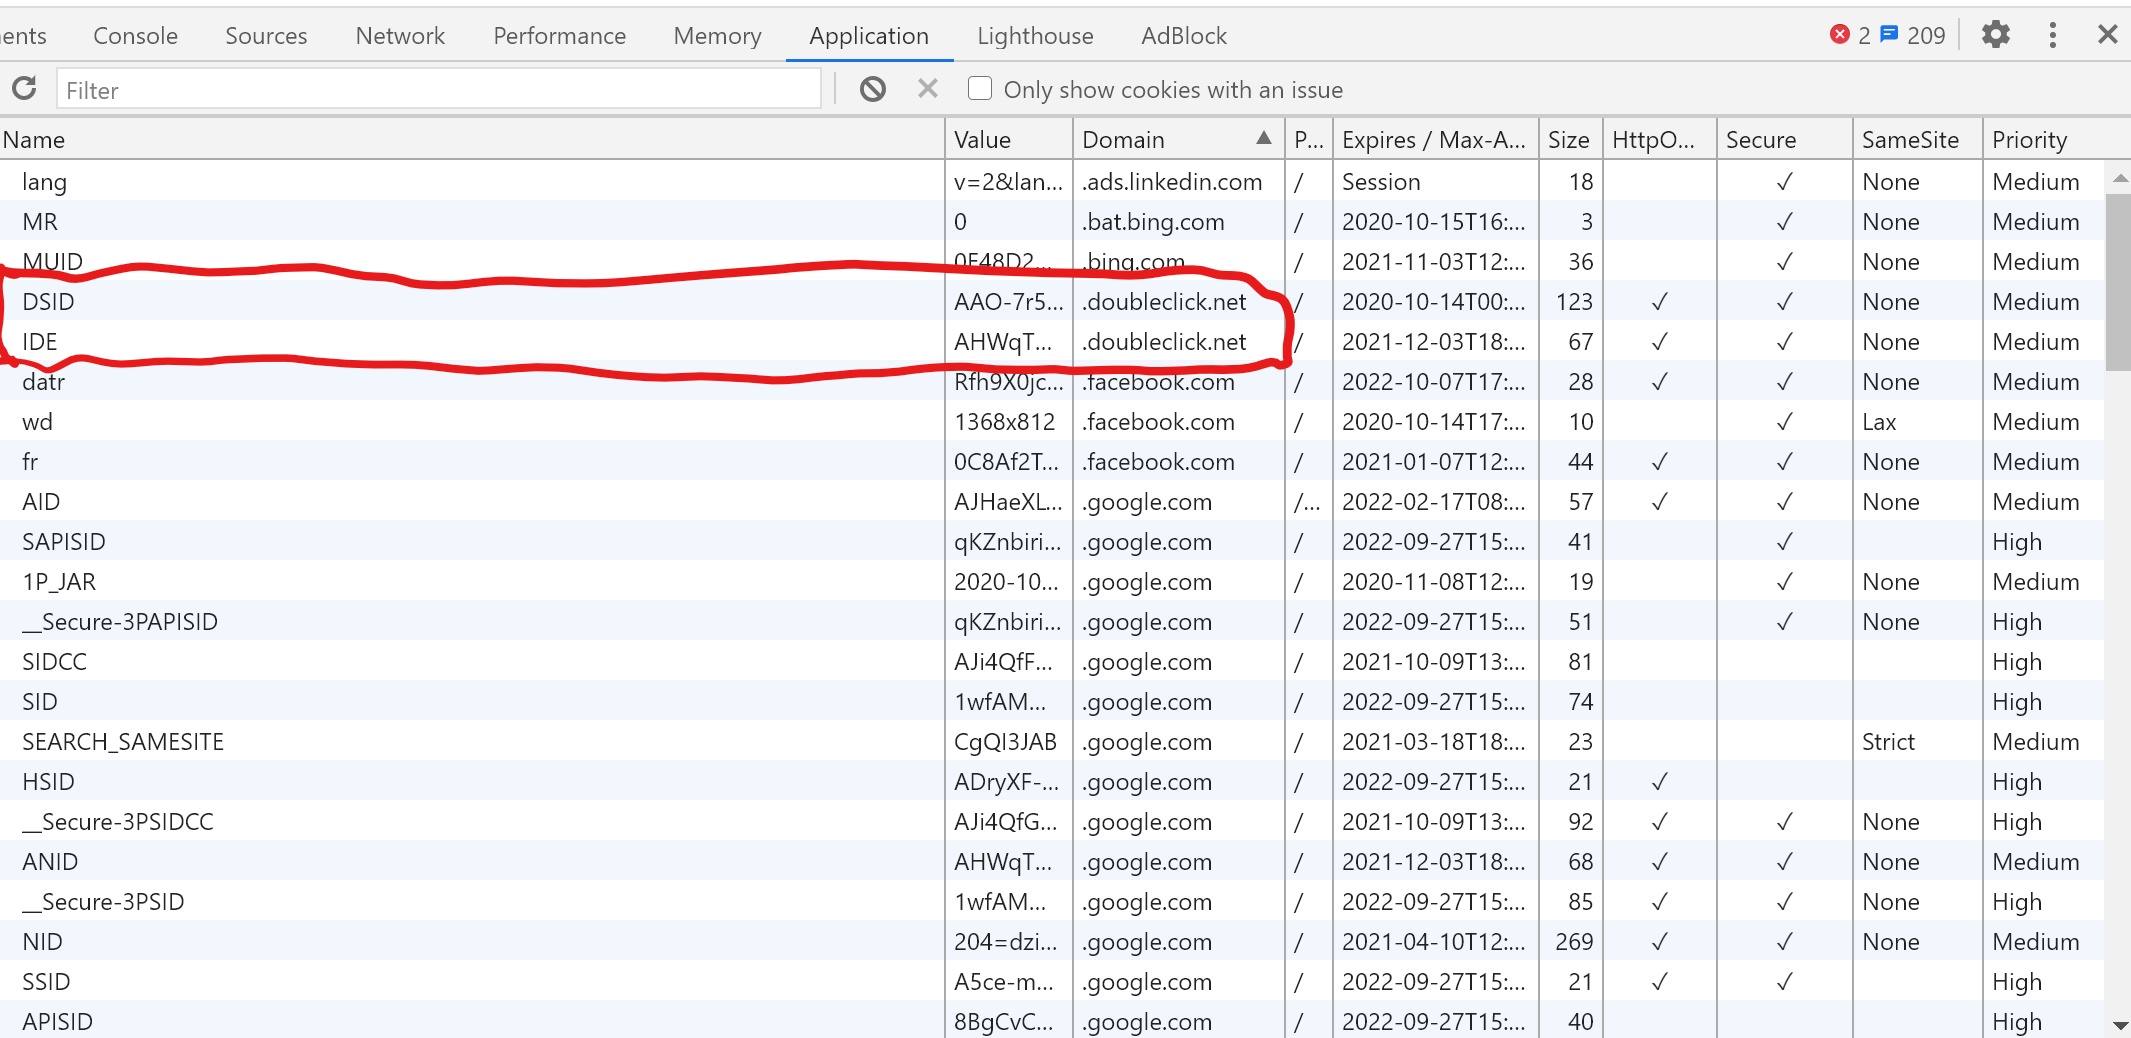 ents Console Sources Network Performance Memory Application Lighthouse AdBlock 2 209
Filter Only show cookies with an issue
Name Value Domain P... Expires / Max-A... Size HttpO... Secure SameSite Priority
lang v=2&lan... .ads.linkedin.com / Session 18 ✓ None Medium
MR 0 .bat.bing.com / 2020-10-15T16:... 3 ✓ None Medium
MUID 0F48D2... .bing.com / 2021-11-03T12:... 36 ✓ None Medium
DSID AAO-7r5... .doubleclick.net / 2020-10-14T00:... 123 ✓ ✓ None Medium
IDE AHWqT... .doubleclick.net / 2021-12-03T18:... 67 ✓ ✓ None Medium
datr Rfh9X0jc... .facebook.com / 2022-10-07T17:... 28 ✓ ✓ None Medium
wd 1368x812 .facebook.com / 2020-10-14T17:... 10 ✓ Lax Medium
fr 0C8Af2T... .facebook.com / 2021-01-07T12:... 44 ✓ ✓ None Medium
AID AJHaeXL... .google.com /... 2022-02-17T08:... 57 ✓ ✓ None Medium
SAPISID qKZnbiri... .google.com / 2022-09-27T15:... 41 ✓ High
1P_JAR 2020-10... .google.com / 2020-11-08T12:... 19 ✓ None Medium
__Secure-3PAPISID qKZnbiri... .google.com / 2022-09-27T15:... 51 ✓ None High
SIDCC AJi4QfF... .google.com / 2021-10-09T13:... 81 High
SID 1wfAM... .google.com / 2022-09-27T15:... 74 High
SEARCH_SAMESITE CgQI3JAB .google.com / 2021-03-18T18:... 23 Strict Medium
HSID ADryXF-... .google.com / 2022-09-27T15:... 21 ✓ High
__Secure-3PSIDCC AJi4QfG... .google.com / 2021-10-09T13:... 92 ✓ ✓ None High
ANID AHWqT... .google.com / 2021-12-03T18:... 68 ✓ ✓ None Medium
__Secure-3PSID 1wfAM... .google.com / 2022-09-27T15:... 85 ✓ ✓ None High
NID 204=dzi... .google.com / 2021-04-10T12:... 269 ✓ ✓ None Medium
SSID A5ce-m... .google.com / 2022-09-27T15:... 21 ✓ ✓ High
APISID 8BgCvC... .google.com / 2022-09-27T15:... 40 High